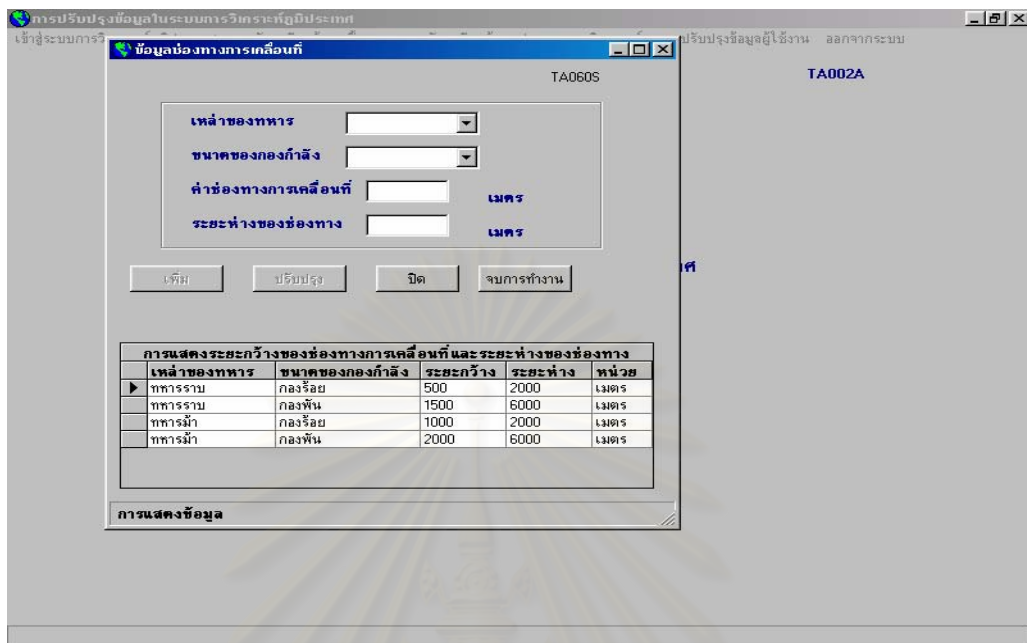 การปรับปรุงข้อมูลในระบบการวิเคราะห์ภูมิประเทศ
เข้าสู่ระบบการวิ
ปรับปรุงข้อมูลผู้ใช้งาน ออกจากระบบ
ข้อมูลช่องทางการเคลื่อนที่
TA060S
TA002A
เหล่าของทหาร
ขนาดของกองกำลัง
ค่าช่องทางการเคลื่อนที่ เมตร
ระยะห่างของช่องทาง เมตร
เพิ่ม ปรับปรุง ปิด จบการทำงาน
การแสดงระยะกว้างของช่องทางการเคลื่อนที่และระยะห่างของช่องทาง
เหล่าของทหาร ขนาดของกองกำลัง ระยะกว้าง ระยะห่าง หน่วย
ทหารราบ กองร้อย 500 2000 เมตร
ทหารราบ กองพัน 1500 6000 เมตร
ทหารม้า กองร้อย 1000 2000 เมตร
ทหารม้า กองพัน 2000 6000 เมตร
การแสดงข้อมูล